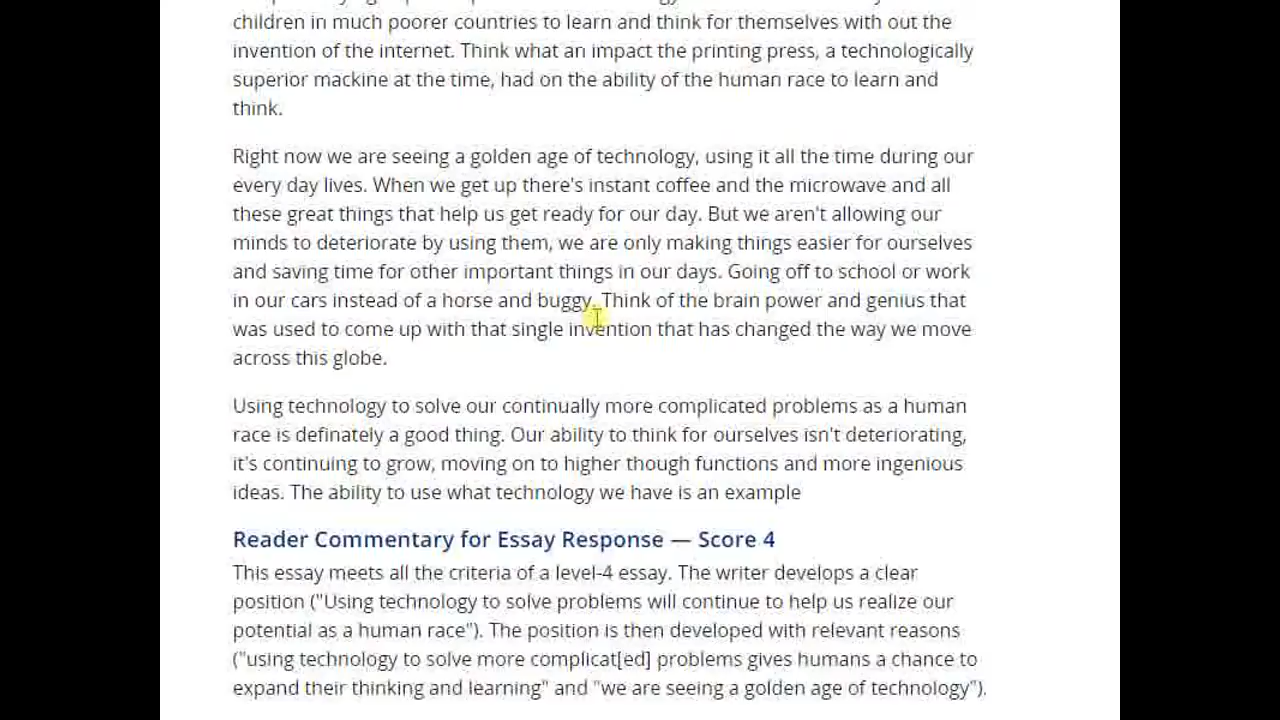 children in much poorer countries to learn and think for themselves with out the
invention of the internet. Think what an impact the printing press, a technologically
superior mackine at the time, had on the ability of the human race to learn and
think.
Right now we are seeing a golden age of technology, using it all the time during our
every day lives. When we get up there's instant coffee and the microwave and all
these great things that help us get ready for our day. But we aren't allowing our
minds to deteriorate by using them, we are only making things easier for ourselves
and saving time for other important things in our days. Going off to school or work
in our cars instead of a horse and buggy. Think of the brain power and genius that
was used to come up with that single invention that has changed the way we move
across this globe.
Using technology to solve our continually more complicated problems as a human
race is definately a good thing. Our ability to think for ourselves isn't deteriorating,
it's continuing to grow, moving on to higher though functions and more ingenious
ideas. The ability to use what technology we have is an example
Reader Commentary for Essay Response — Score 4
This essay meets all the criteria of a level-4 essay. The writer develops a clear
position ("Using technology to solve problems will continue to help us realize our
potential as a human race"). The position is then developed with relevant reasons
("using technology to solve more complicat[ed] problems gives humans a chance to
expand their thinking and learning" and "we are seeing a golden age of technology").